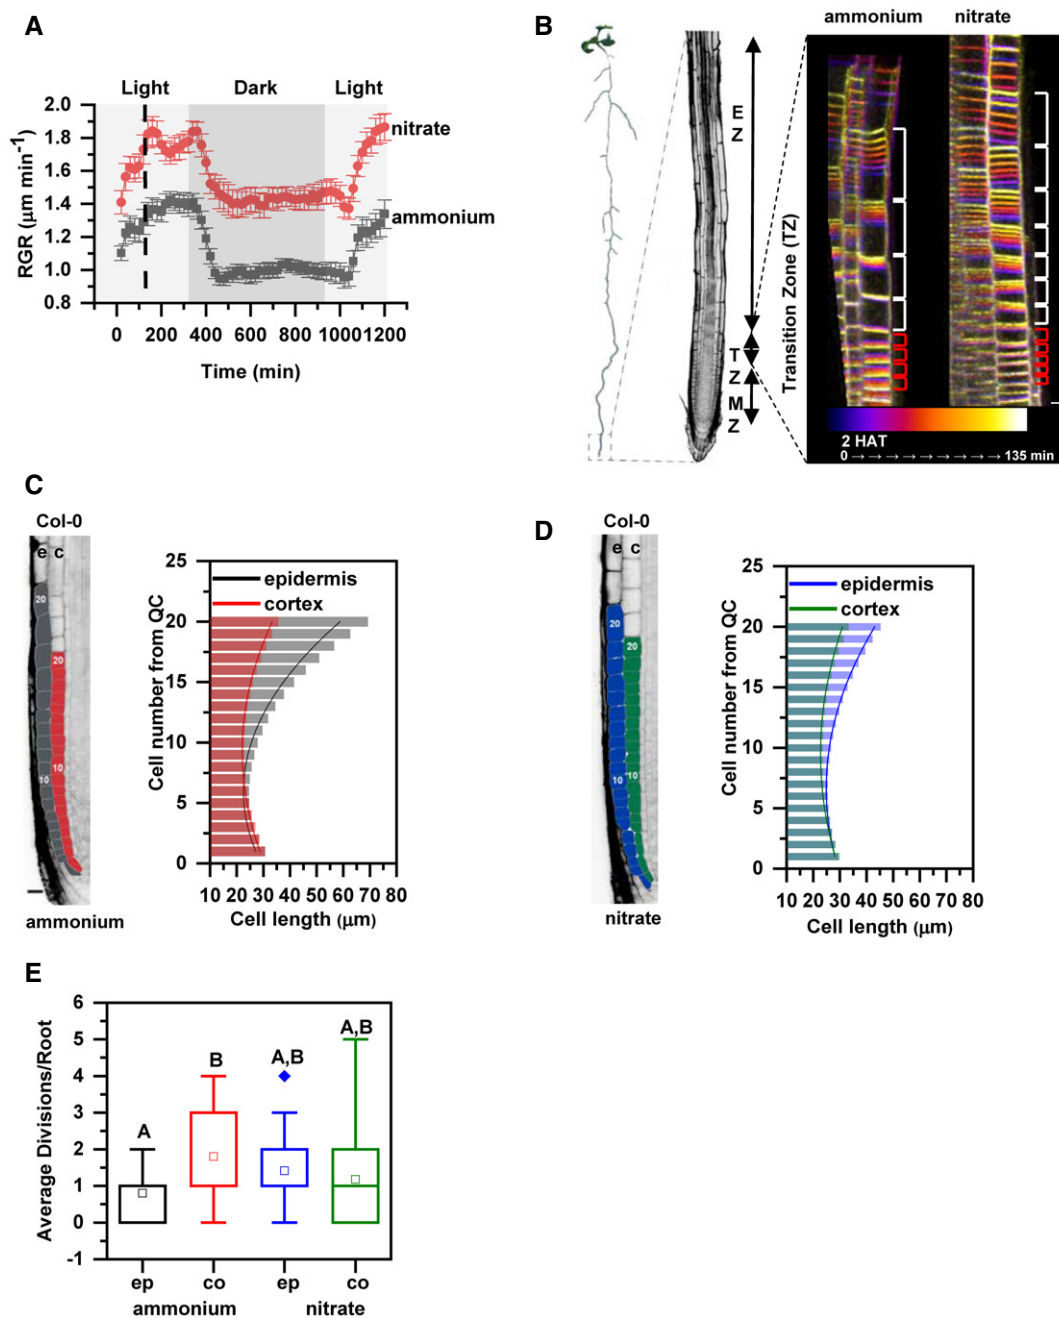 A
Light Dark Light
2.0
1.8
1.6
1.4
1.2
1.0
0.8
RGR (μm min⁻¹)
nitrate
ammonium
0 200 400 600 800 1000 1200
Time (min)
B
ammonium nitrate
E
Z
T
Z
M
Z
Transition Zone (TZ)
2 HAT
0 → → → → → → → → → 135 min
C
Col-0
e c
20
20
10
10
ammonium
25
20
15
10
5
0
Cell number from QC
epidermis
cortex
10 20 30 40 50 60 70 80
Cell length (μm)
D
Col-0
e c
20
20
10 10
nitrate
25
20
15
10
5
0
Cell number from QC
epidermis
cortex
10 20 30 40 50 60 70 80
Cell length (μm)
E
6
5
4
3
2
1
0
-1
Average Divisions/Root
A
B
A,B
A,B
ep co ep co
ammonium nitrate